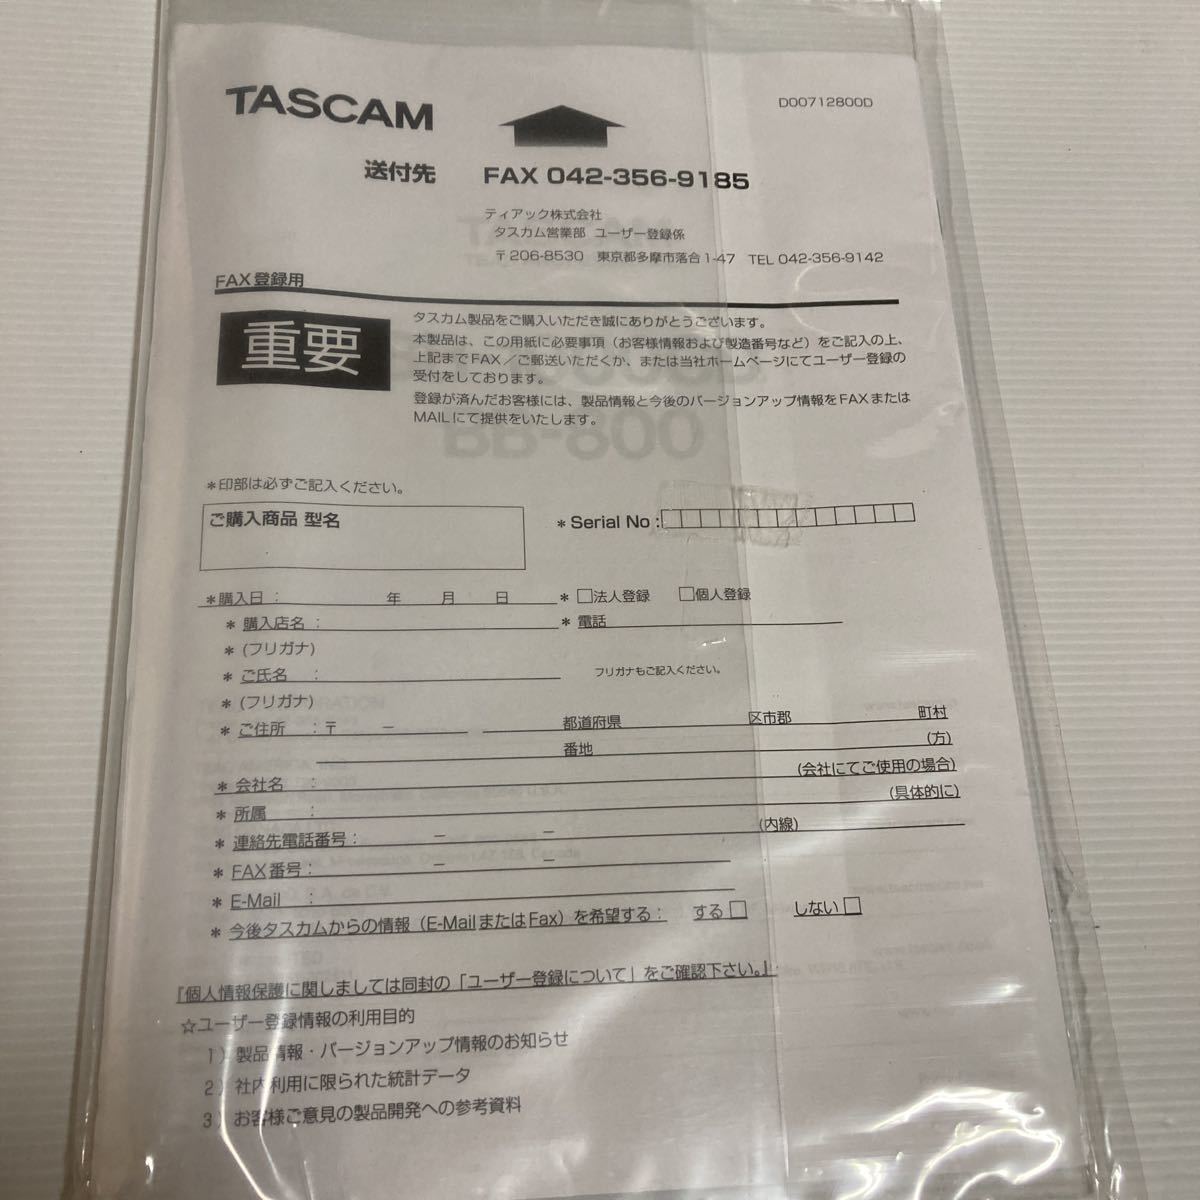 TASCAM
D00712800D
送付先 FAX 042-356-9185
ティアック株式会社
タスカム営業部 ユーザー登録係
〒206-8530 東京都多摩市落合1-47 TEL 042-356-9142
FAX登録用
重要
タスカム製品をご購入いただき誠にありがとうございます。
本製品は、この用紙に必要事項（お客様情報および製造番号など）をご記入の上、
上記までFAX／ご郵送いただくか、または当社ホームページにてユーザー登録の
受付をしております。
登録が済んだお客様には、製品情報と今後のバージョンアップ情報をFAXまたは
MAILにて提供をいたします。
＊印部は必ずご記入ください。
ご購入商品 型名
＊Serial No :
＊購入日 : 年 月 日 ＊ □法人登録 □個人登録
＊ 購入店名 : ＊ 電話
＊ (フリガナ)
＊ ご氏名 : フリガナもご記入ください。
＊ (フリガナ)
＊ ご住所 : 〒 － 都道府県 区市郡 町村
番地 (方)
＊ 会社名 : (会社にてご使用の場合)
＊ 所属 : (具体的に)
＊ 連絡先電話番号 : － － (内線)
＊ FAX番号 : － －
＊ E-Mail :
＊ 今後タスカムからの情報（E-MailまたはFax）を希望する : する□ しない□
『個人情報保護に関しましては同封の「ユーザー登録について」をご確認下さい。』
☆ユーザー登録情報の利用目的
1）製品情報・バージョンアップ情報のお知らせ
2）社内利用に限られた統計データ
3）お客様ご意見の製品開発への参考資料